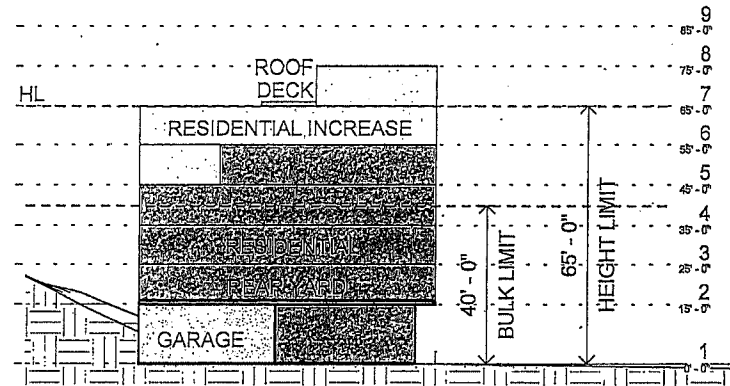 9
85'-0"
8
75'-0"
ROOF
DECK
HL
7
65'-0"
RESIDENTIAL INCREASE
6
55'-0"
5
45'-0"
4
35'-0"
RESIDENTIAL
3
25'-0"
REAR YARD
2
15'-0"
GARAGE
1
0'-0"
40' - 0"
BULK LIMIT
65' - 0"
HEIGHT LIMIT